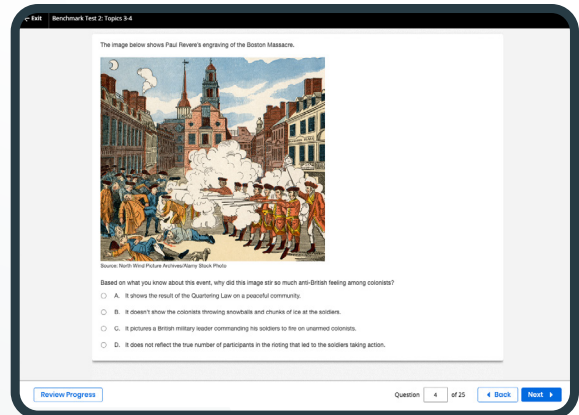 Exit Benchmark Test 2: Topics 3-4
The image below shows Paul Revere's engraving of the Boston Massacre.
Source: North Wind Picture Archives/Alamy Stock Photo
Based on what you know about this event, why did this image stir so much anti-British feeling among colonists?
A. It shows the result of the Quartering Law on a peaceful community.
B. It doesn't show the colonists throwing snowballs and chunks of ice at the soldiers.
C. It pictures a British military leader commanding his soldiers to fire on unarmed colonists.
D. It does not reflect the true number of participants in the rioting that led to the soldiers taking action.
Review Progress Question 4 of 25 Back Next